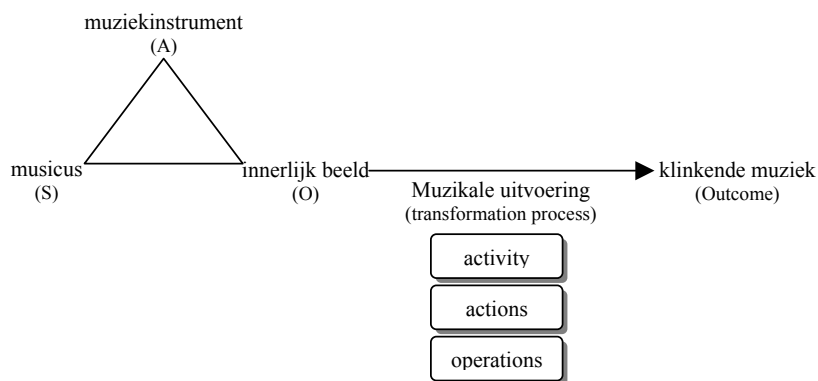 muziekinstrument
(A)
musicus
(S)
innerlijk beeld
(O)
Muzikale uitvoering
(transformation process)
klinkende muziek
(Outcome)
activity
actions
operations